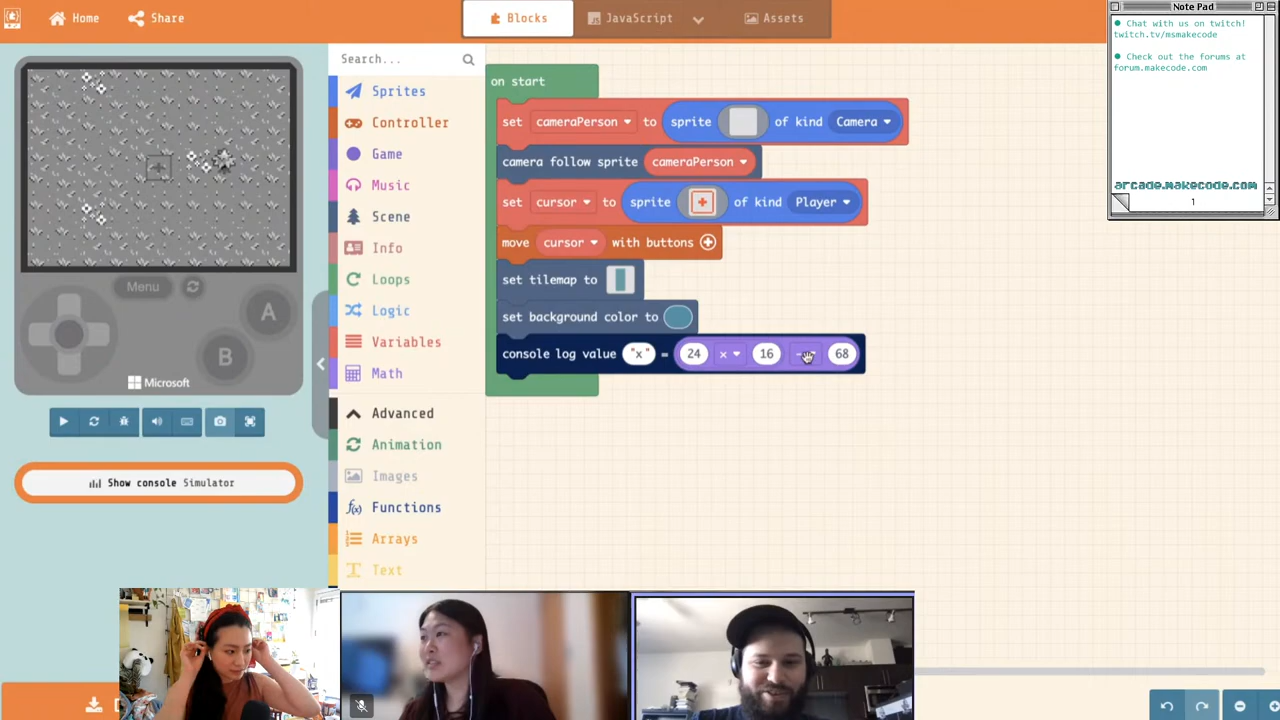 Home
Share
Blocks
JavaScript
Assets
Note Pad
● Chat with us on twitch!
twitch.tv/msmakecode
● Check out the forums at
forum.makecode.com
arcade.makecode.com
1
Search...
Sprites
Controller
Game
Music
Scene
Info
Loops
Logic
Variables
Math
Advanced
Animation
Images
Functions
Arrays
Text
on start
set cameraPerson to sprite of kind Camera
camera follow sprite cameraPerson
set cursor to sprite of kind Player
move cursor with buttons
set tilemap to
set background color to
console log value "x" = 24 × 16 68
Menu
A
B
Microsoft
Show console Simulator